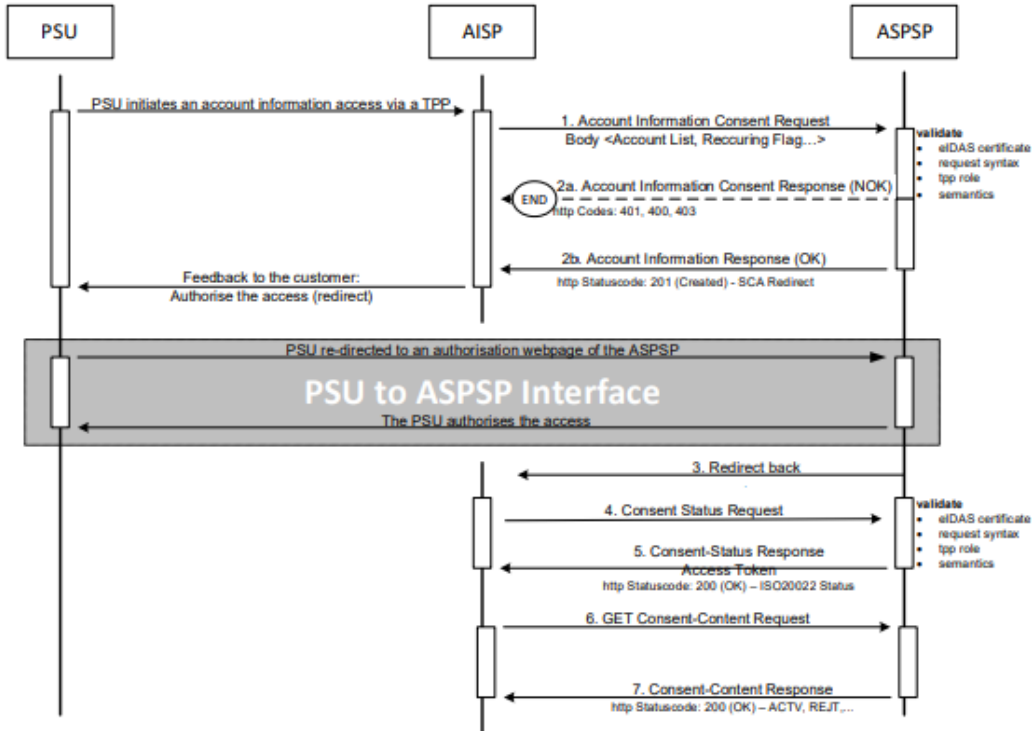 PSU
AISP
ASPSP
PSU initiates an account information access via a TPP
1. Account Information Consent Request
Body <Account List, Reccuring Flag...>
validate
• eIDAS certificate
• request syntax
• tpp role
• semantics
2a. Account Information Consent Response (NOK)
END
http Codes: 401, 400, 403
2b. Account Information Response (OK)
http Statuscode: 201 (Created) - SCA Redirect
Feedback to the customer:
Authorise the access (redirect)
PSU re-directed to an authorisation webpage of the ASPSP
PSU to ASPSP Interface
The PSU authorises the access
3. Redirect back
4. Consent Status Request
validate
• eIDAS certificate
• request syntax
• tpp role
• semantics
5. Consent-Status Response
Access Token
http Statuscode: 200 (OK) – ISO20022 Status
6. GET Consent-Content Request
7. Consent-Content Response
http Statuscode: 200 (OK) – ACTV, REJT,...